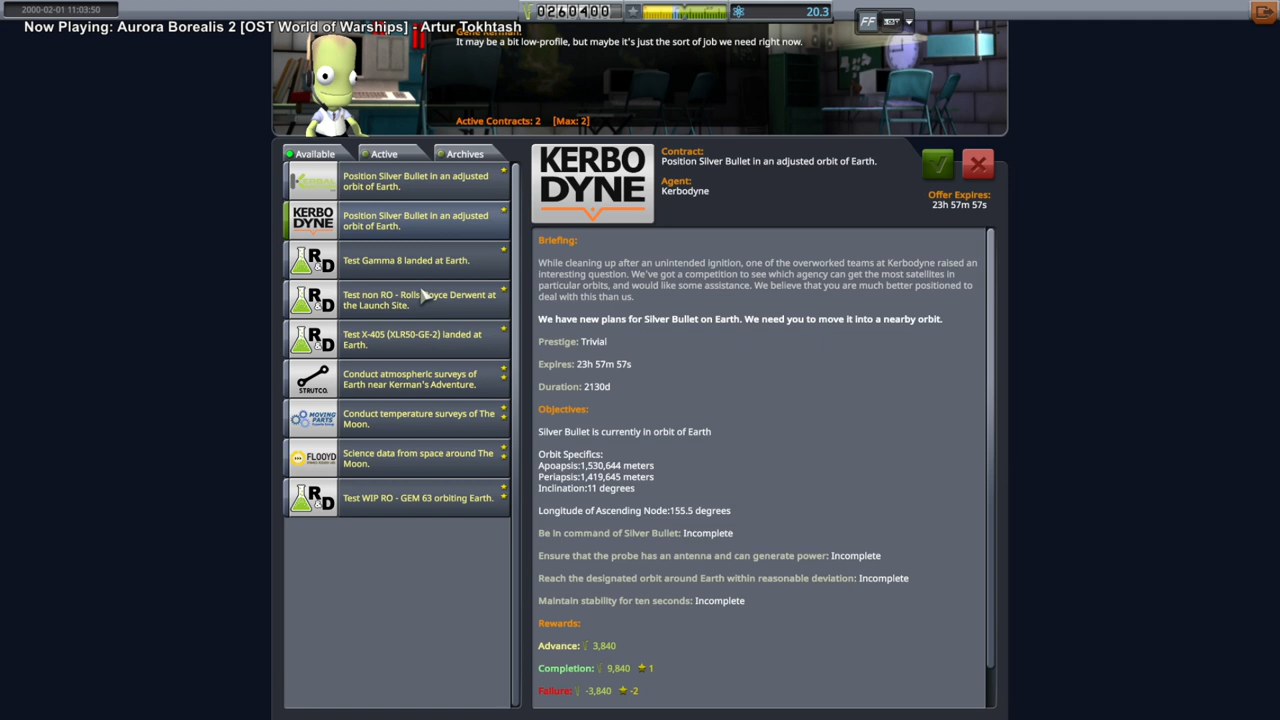 2000-02-01 11:03:50
0260400
20.3
FF
Now Playing: Aurora Borealis 2 [OST World of Warships] - Artur Tokhtash
Gene Kerman:
It may be a bit low-profile, but maybe it's just the sort of job we need right now.
Active Contracts: 2 [Max: 2]
Available
Active
Archives
Position Silver Bullet in an adjusted
orbit of Earth.
KERBO
DYNE
Position Silver Bullet in an adjusted
orbit of Earth.
R&D
Test Gamma 8 landed at Earth.
R&D
Test non RO - Rolls Royce Derwent at
the Launch Site.
R&D
Test X-405 (XLR50-GE-2) landed at
Earth.
STRUTCO.
Conduct atmospheric surveys of
Earth near Kerman's Adventure.
MOVING
PARTS
Conduct temperature surveys of The
Moon.
FLOOYD
Science data from space around The
Moon.
R&D
Test WIP RO - GEM 63 orbiting Earth.
KERBO
DYNE
Contract:
Position Silver Bullet in an adjusted orbit of Earth.
Agent:
Kerbodyne
Offer Expires:
23h 57m 57s
Briefing:
While cleaning up after an unintended ignition, one of the overworked teams at Kerbodyne raised an
interesting question. We've got a competition to see which agency can get the most satellites in
particular orbits, and would like some assistance. We believe that you are much better positioned to
deal with this than us.
We have new plans for Silver Bullet on Earth. We need you to move it into a nearby orbit.
Prestige: Trivial
Expires: 23h 57m 57s
Duration: 2130d
Objectives:
Silver Bullet is currently in orbit of Earth
Orbit Specifics:
Apoapsis:1,530,644 meters
Periapsis:1,419,645 meters
Inclination:11 degrees
Longitude of Ascending Node:155.5 degrees
Be in command of Silver Bullet: Incomplete
Ensure that the probe has an antenna and can generate power: Incomplete
Reach the designated orbit around Earth within reasonable deviation: Incomplete
Maintain stability for ten seconds: Incomplete
Rewards:
Advance: 3,840
Completion: 9,840 1
Failure: -3,840 -2